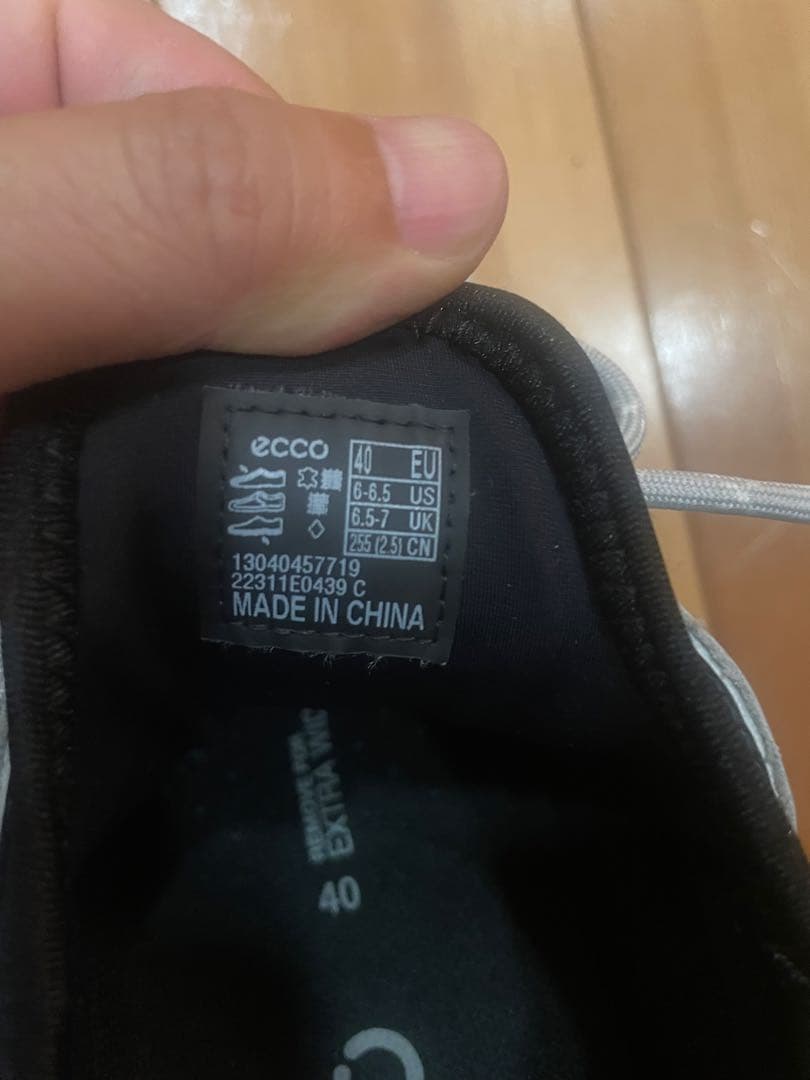 ecco
40 EU
6-6.5 US
6.5-7 UK
255 (2.5) CN
13040457719
22311E0439 C
MADE IN CHINA
EXTRA
40